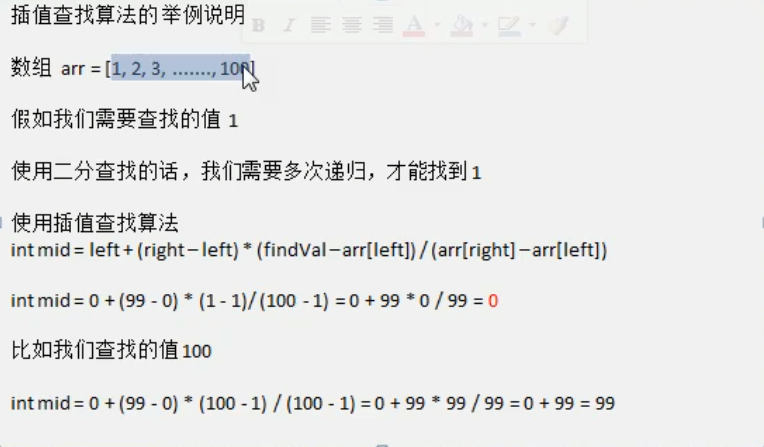 插值查找算法的举例说明
数组 arr = [1, 2, 3, ......., 100]
假如我们需要查找的值 1
使用二分查找的话，我们需要多次递归，才能找到 1
使用插值查找算法
int mid = left + (right – left) * (findVal – arr[left]) / (arr[right] – arr[left])
int mid = 0 + (99 - 0) * (1 - 1)/ (100 - 1) = 0 + 99 * 0 / 99 = 0
比如我们查找的值 100
int mid = 0 + (99 - 0) * (100 - 1) / (100 - 1) = 0 + 99 * 99 / 99 = 0 + 99 = 99